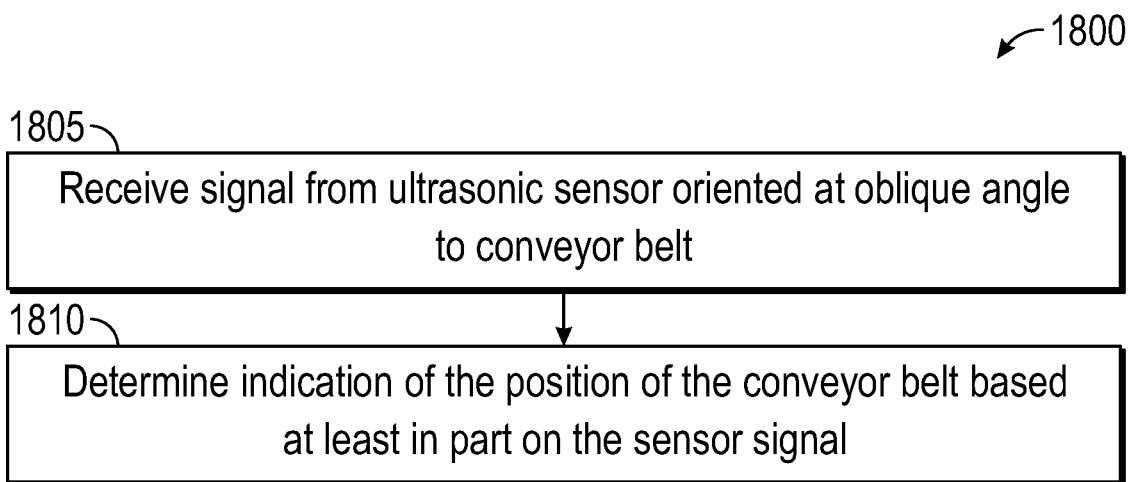 1800
1805
Receive signal from ultrasonic sensor oriented at oblique angle
to conveyor belt
1810
Determine indication of the position of the conveyor belt based
at least in part on the sensor signal